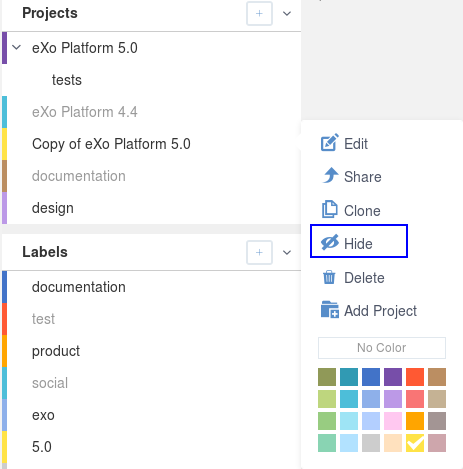 Projects
eXo Platform 5.0
tests
eXo Platform 4.4
Copy of eXo Platform 5.0
documentation
design
Labels
documentation
test
product
social
exo
5.0
Edit
Share
Clone
Hide
Delete
Add Project
No Color